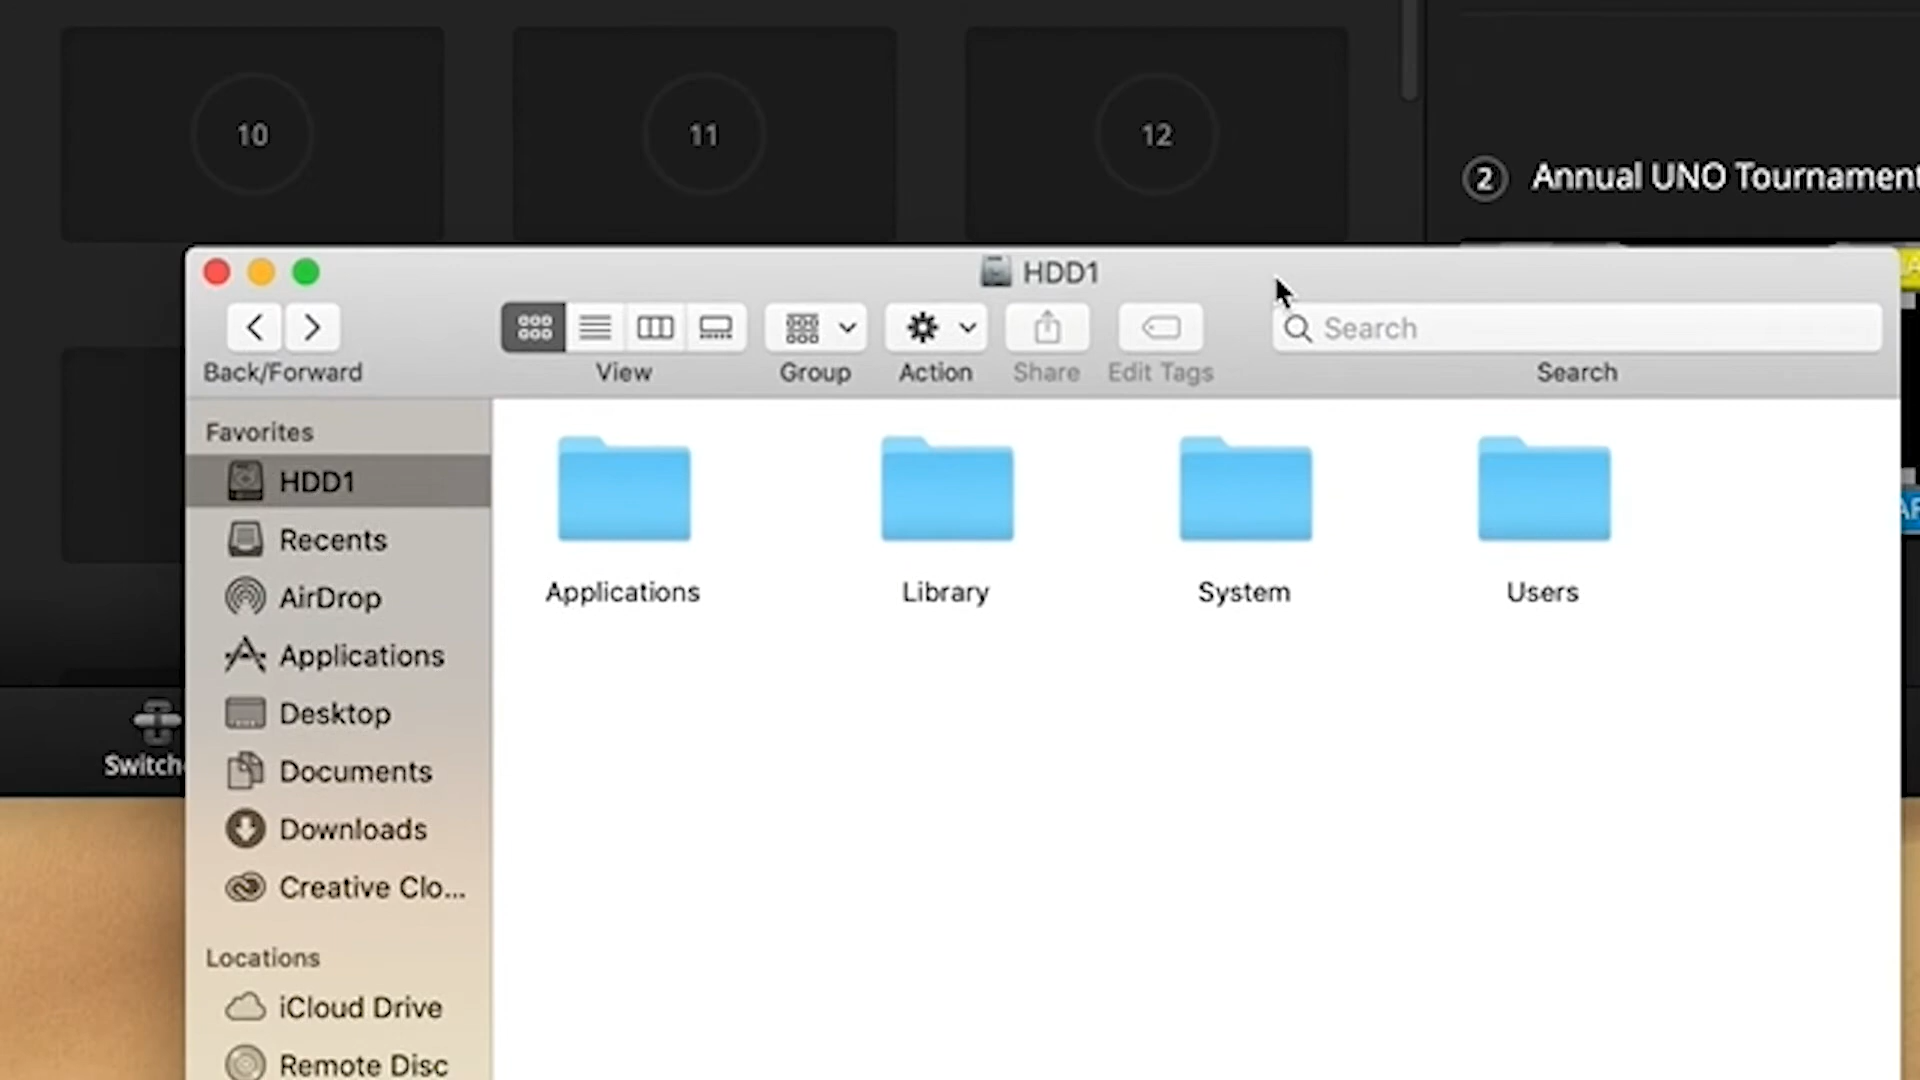 10
11
12
2 Annual UNO Tournament
HDD1
Search
Back/Forward
View
Group
Action
Share
Edit Tags
Search
Favorites
HDD1
Recents
AirDrop
Applications
Desktop
Documents
Downloads
Creative Clo...
Locations
iCloud Drive
Remote Disc
Applications
Library
System
Users